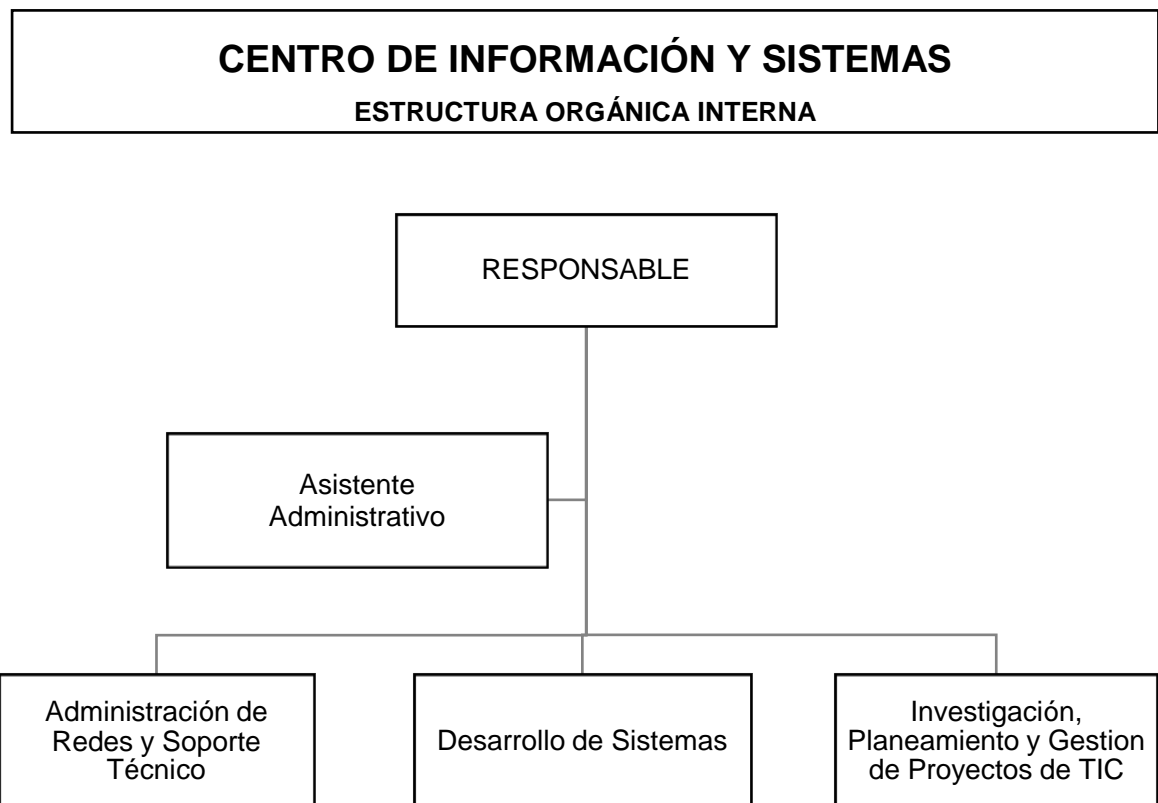 CENTRO DE INFORMACIÓN Y SISTEMAS
ESTRUCTURA ORGÁNICA INTERNA
RESPONSABLE
Asistente
Administrativo
Administración de
Redes y Soporte
Técnico
Desarrollo de Sistemas
Investigación,
Planeamiento y Gestion
de Proyectos de TIC